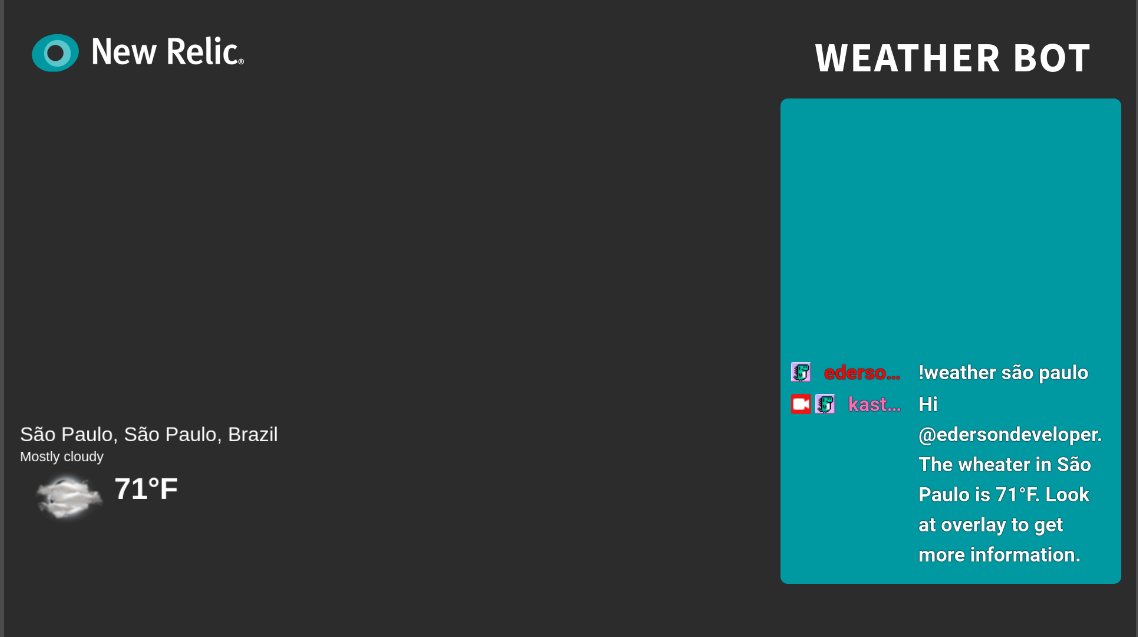 New Relic®
WEATHER BOT
ederso... !weather são paulo
kast... Hi
@edersondeveloper.
The wheater in São
Paulo is 71°F. Look
at overlay to get
more information.
São Paulo, São Paulo, Brazil
Mostly cloudy
71°F